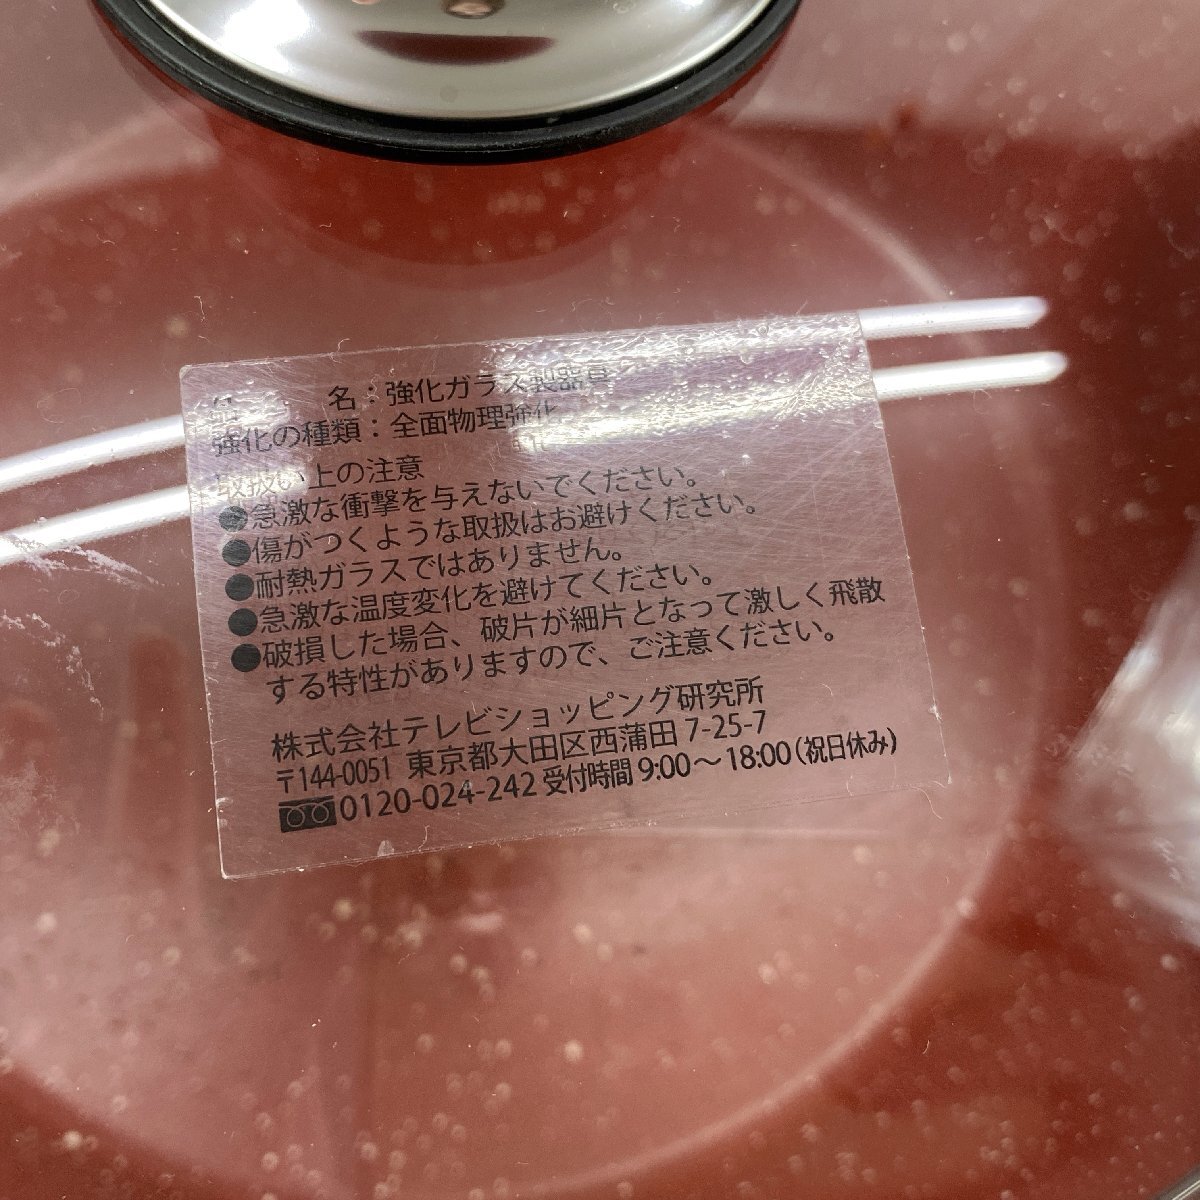 品名：強化ガラス製器具
強化の種類：全面物理強化
取扱い上の注意
●急激な衝撃を与えないでください。
●傷がつくような取扱はお避けください。
●耐熱ガラスではありません。
●急激な温度変化を避けてください。
●破損した場合、破片が細片となって激しく飛散
する特性がありますので、ご注意ください。
株式会社テレビショッピング研究所
〒144-0051 東京都大田区西蒲田 7-25-7
0120-024-242 受付時間 9:00～18:00（祝日休み）